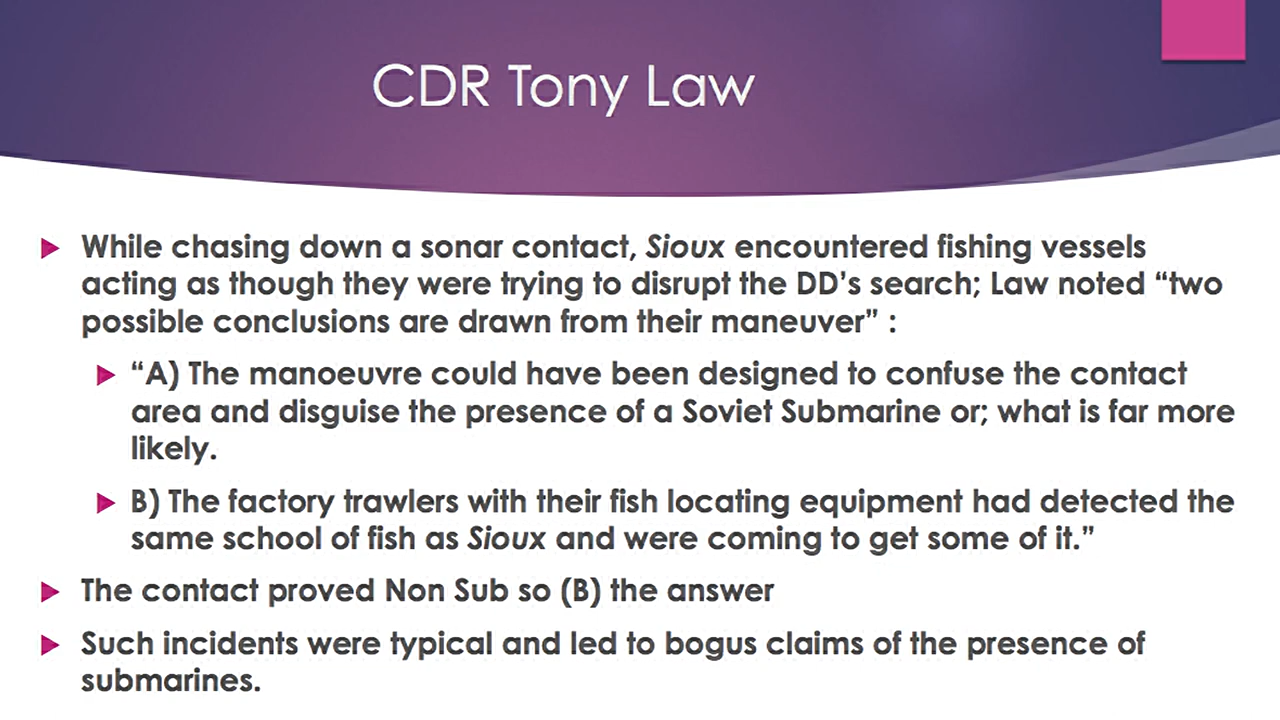 CDR Tony Law
While chasing down a sonar contact, Sioux encountered fishing vessels
acting as though they were trying to disrupt the DD’s search; Law noted “two
possible conclusions are drawn from their maneuver” :
“A) The manoeuvre could have been designed to confuse the contact
area and disguise the presence of a Soviet Submarine or; what is far more
likely.
B) The factory trawlers with their fish locating equipment had detected the
same school of fish as Sioux and were coming to get some of it.”
The contact proved Non Sub so (B) the answer
Such incidents were typical and led to bogus claims of the presence of
submarines.